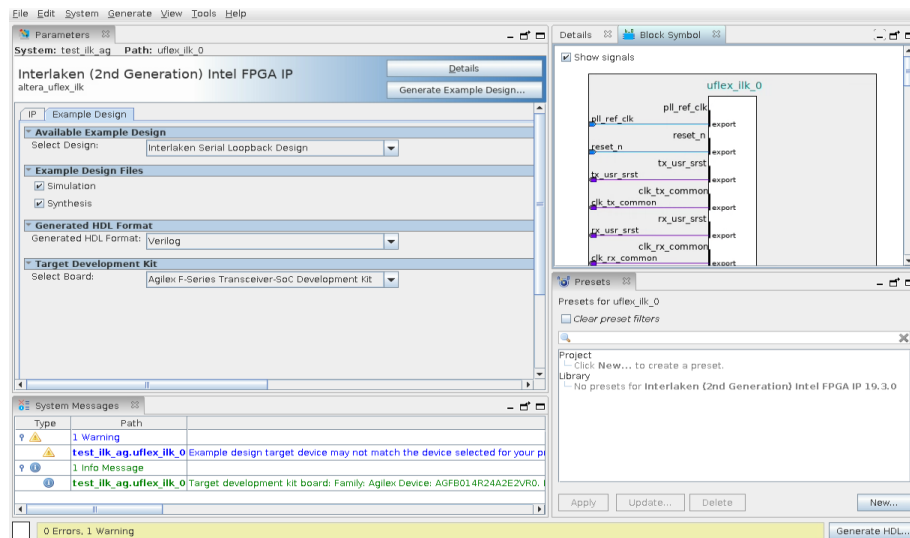 File Edit System Generate View Tools Help
Parameters
System: test_ilk_ag Path: uflex_ilk_0
Interlaken (2nd Generation) Intel FPGA IP
altera_uflex_ilk
Details
Generate Example Design...
IP Example Design
Available Example Design
Select Design: Interlaken Serial Loopback Design
Example Design Files
Simulation
Synthesis
Generated HDL Format
Generated HDL Format: Verilog
Target Development Kit
Select Board: Agilex F-Series Transceiver-SoC Development Kit
System Messages
Type Path
1 Warning
test_ilk_ag.uflex_ilk_0 Example design target device may not match the device selected for your
1 Info Message
test_ilk_ag.uflex_ilk_0 Target development kit board: Family: Agilex Device: AGFB014R24A2E2VR0.
0 Errors, 1 Warning
Details Block Symbol
Show signals
uflex_ilk_0
pll_ref_clk
pll_ref_clk export
reset_n
reset_n export
tx_usr_srst
tx_usr_srst export
clk_tx_common
clk_tx_common export
rx_usr_srst
rx_usr_srst export
clk_rx_common
clk_rx_common export
Presets
Presets for uflex_ilk_0
Clear preset filters
Project
Click New... to create a preset.
Library
No presets for Interlaken (2nd Generation) Intel FPGA IP 19.3.0
Apply Update... Delete New...
Generate HDL...